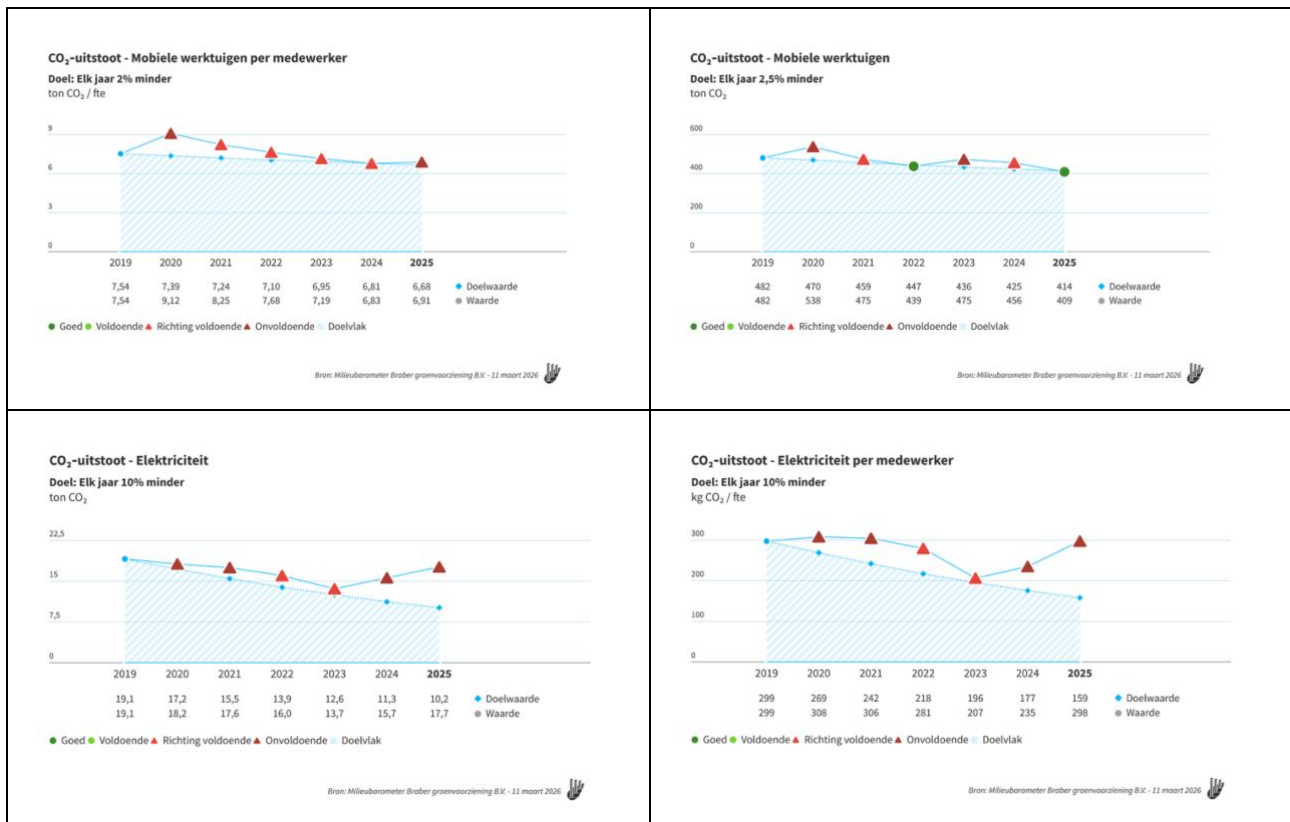 CO₂-uitstoot - Mobiele werktuigen per medewerker
Doel: Elk jaar 2% minder
ton CO₂ / fte
9
6
3
0
2019 2020 2021 2022 2023 2024 2025
7,54 7,39 7,24 7,10 6,95 6,81 6,68 Doelwaarde
7,54 9,12 8,25 7,68 7,19 6,83 6,91 Waarde
Goed Voldoende Richting voldoende Onvoldoende Doelvlak
Bron: Milieubarometer Braber groenvoorziening B.V. - 11 maart 2026
CO₂-uitstoot - Mobiele werktuigen
Doel: Elk jaar 2,5% minder
ton CO₂
600
400
200
0
2019 2020 2021 2022 2023 2024 2025
482 470 459 447 436 425 414 Doelwaarde
482 538 475 439 475 456 409 Waarde
Goed Voldoende Richting voldoende Onvoldoende Doelvlak
Bron: Milieubarometer Braber groenvoorziening B.V. - 11 maart 2026
CO₂-uitstoot - Elektriciteit
Doel: Elk jaar 10% minder
ton CO₂
22,5
15
7,5
0
2019 2020 2021 2022 2023 2024 2025
19,1 17,2 15,5 13,9 12,6 11,3 10,2 Doelwaarde
19,1 18,2 17,6 16,0 13,7 15,7 17,7 Waarde
Goed Voldoende Richting voldoende Onvoldoende Doelvlak
Bron: Milieubarometer Braber groenvoorziening B.V. - 11 maart 2026
CO₂-uitstoot - Elektriciteit per medewerker
Doel: Elk jaar 10% minder
kg CO₂ / fte
300
200
100
0
2019 2020 2021 2022 2023 2024 2025
299 269 242 218 196 177 159 Doelwaarde
299 308 306 281 207 235 298 Waarde
Goed Voldoende Richting voldoende Onvoldoende Doelvlak
Bron: Milieubarometer Braber groenvoorziening B.V. - 11 maart 2026